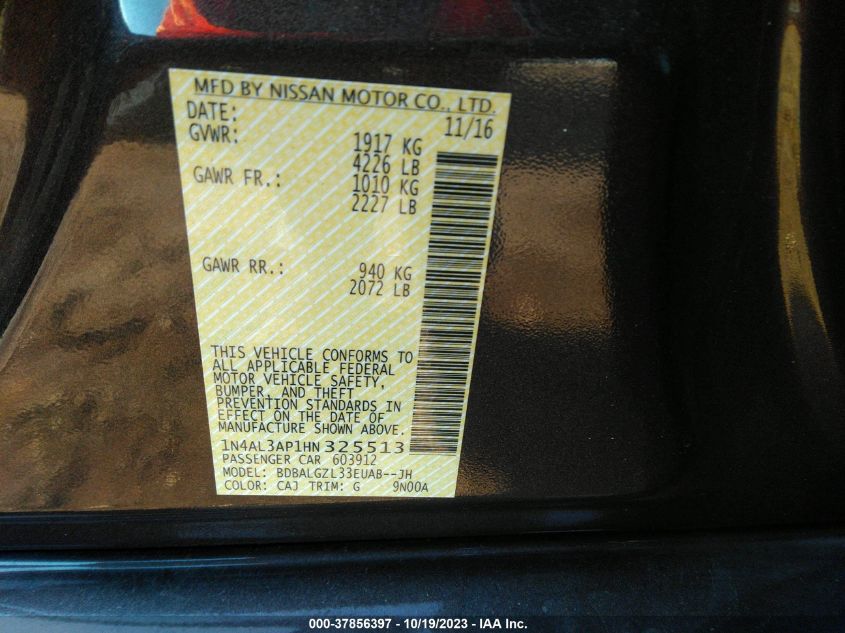 MFD BY NISSAN MOTOR CO., LTD.
DATE: 11/16
GVWR: 1917 KG
4226 LB
GAWR FR.: 1010 KG
2227 LB
GAWR RR.: 940 KG
2072 LB
THIS VEHICLE CONFORMS TO
ALL APPLICABLE FEDERAL
MOTOR VEHICLE SAFETY,
BUMPER, AND THEFT
PREVENTION STANDARDS IN
EFFECT ON THE DATE OF
MANUFACTURE SHOWN ABOVE.
1N4AL3AP1HN 325513
PASSENGER CAR 603912
MODEL: BDBALGZL33EUAB--JH
COLOR: CAJ TRIM: G 9N00A
000-37856397 - 10/19/2023 - IAA Inc.